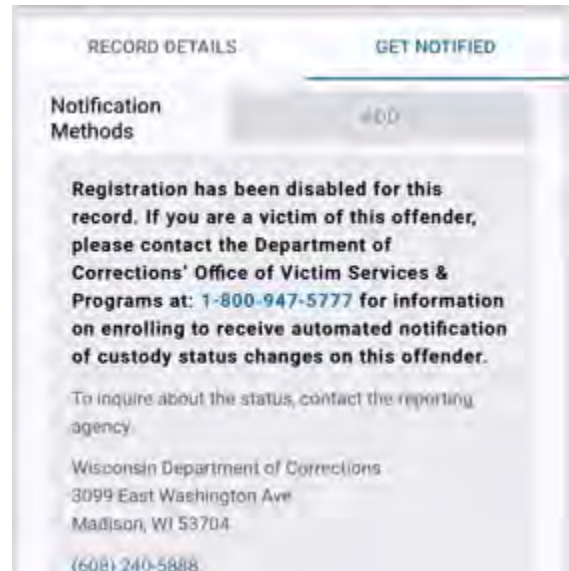 RECORD DETAILS GET NOTIFIED
Notification
Methods
ADD
Registration has been disabled for this
record. If you are a victim of this offender,
please contact the Department of
Corrections' Office of Victim Services &
Programs at: 1-800-947-5777 for information
on enrolling to receive automated notification
of custody status changes on this offender.
To inquire about the status, contact the reporting
agency.
Wisconsin Department of Corrections
3099 East Washington Ave
Madison, WI 53704
(608) 240-5888